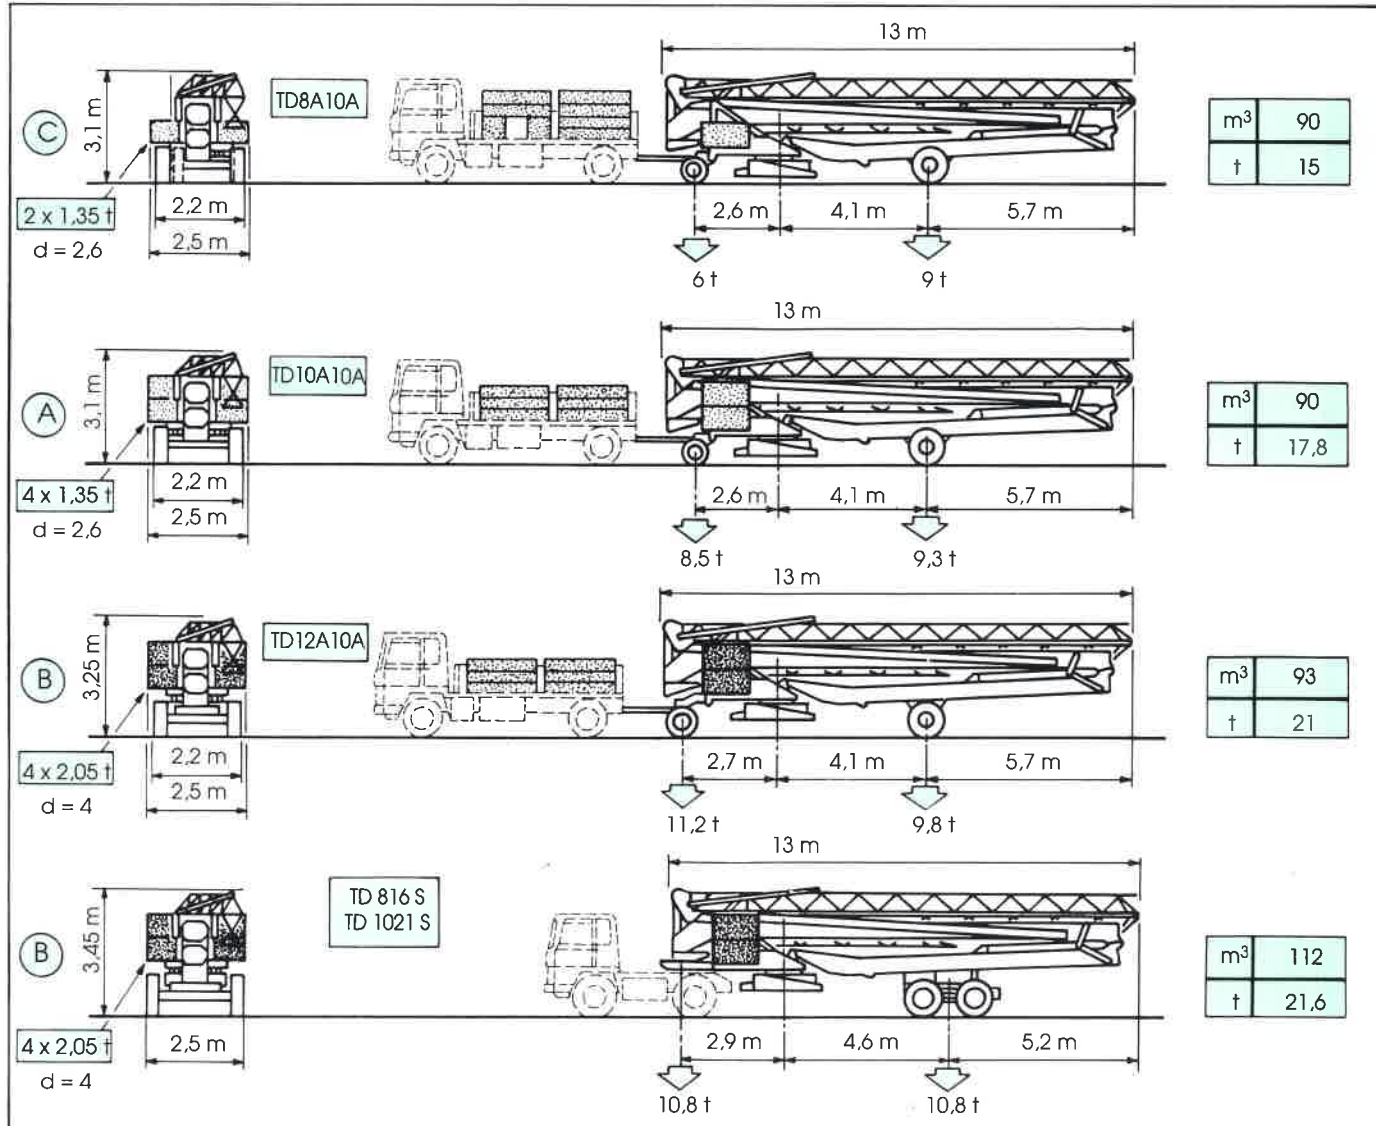 13 m
TD8A10A
C
3,1 m
m³ 90
t 15
2 x 1,35 t
2,2 m
2,6 m
4,1 m
5,7 m
2,5 m
d = 2,6
6 t
9 t
13 m
TD10A10A
A
3,1 m
m³ 90
t 17,8
4 x 1,35 t
2,2 m
2,6 m
4,1 m
5,7 m
2,5 m
d = 2,6
8,5 t
9,3 t
13 m
TD12A10A
B
3,25 m
m³ 93
t 21
4 x 2,05 t
2,2 m
2,7 m
4,1 m
5,7 m
2,5 m
d = 4
11,2 t
9,8 t
13 m
TD 816 S
TD 1021 S
B
3,45 m
m³ 112
t 21,6
4 x 2,05 t
2,5 m
2,9 m
4,6 m
5,2 m
d = 4
10,8 t
10,8 t